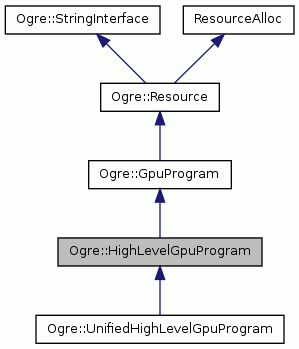 Ogre::StringInterface
ResourceAlloc
Ogre::Resource
Ogre::GpuProgram
Ogre::HighLevelGpuProgram
Ogre::UnifiedHighLevelGpuProgram